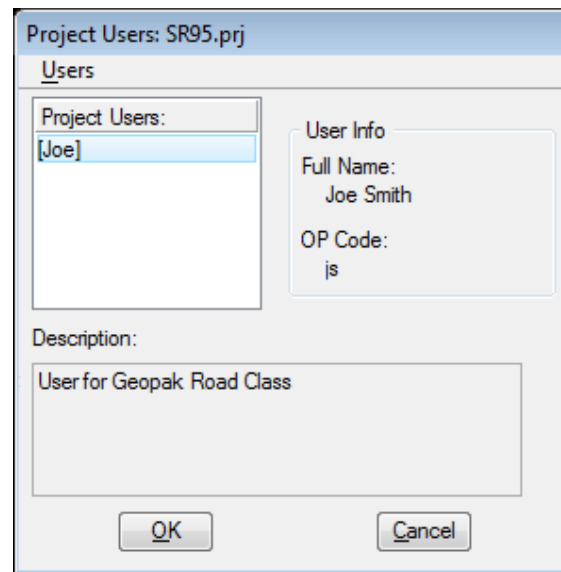 Project Users: SR95.prj
Users
Project Users:
[Joe]
User Info
Full Name:
Joe Smith
OP Code:
js
Description:
User for Geopak Road Class
OK
Cancel